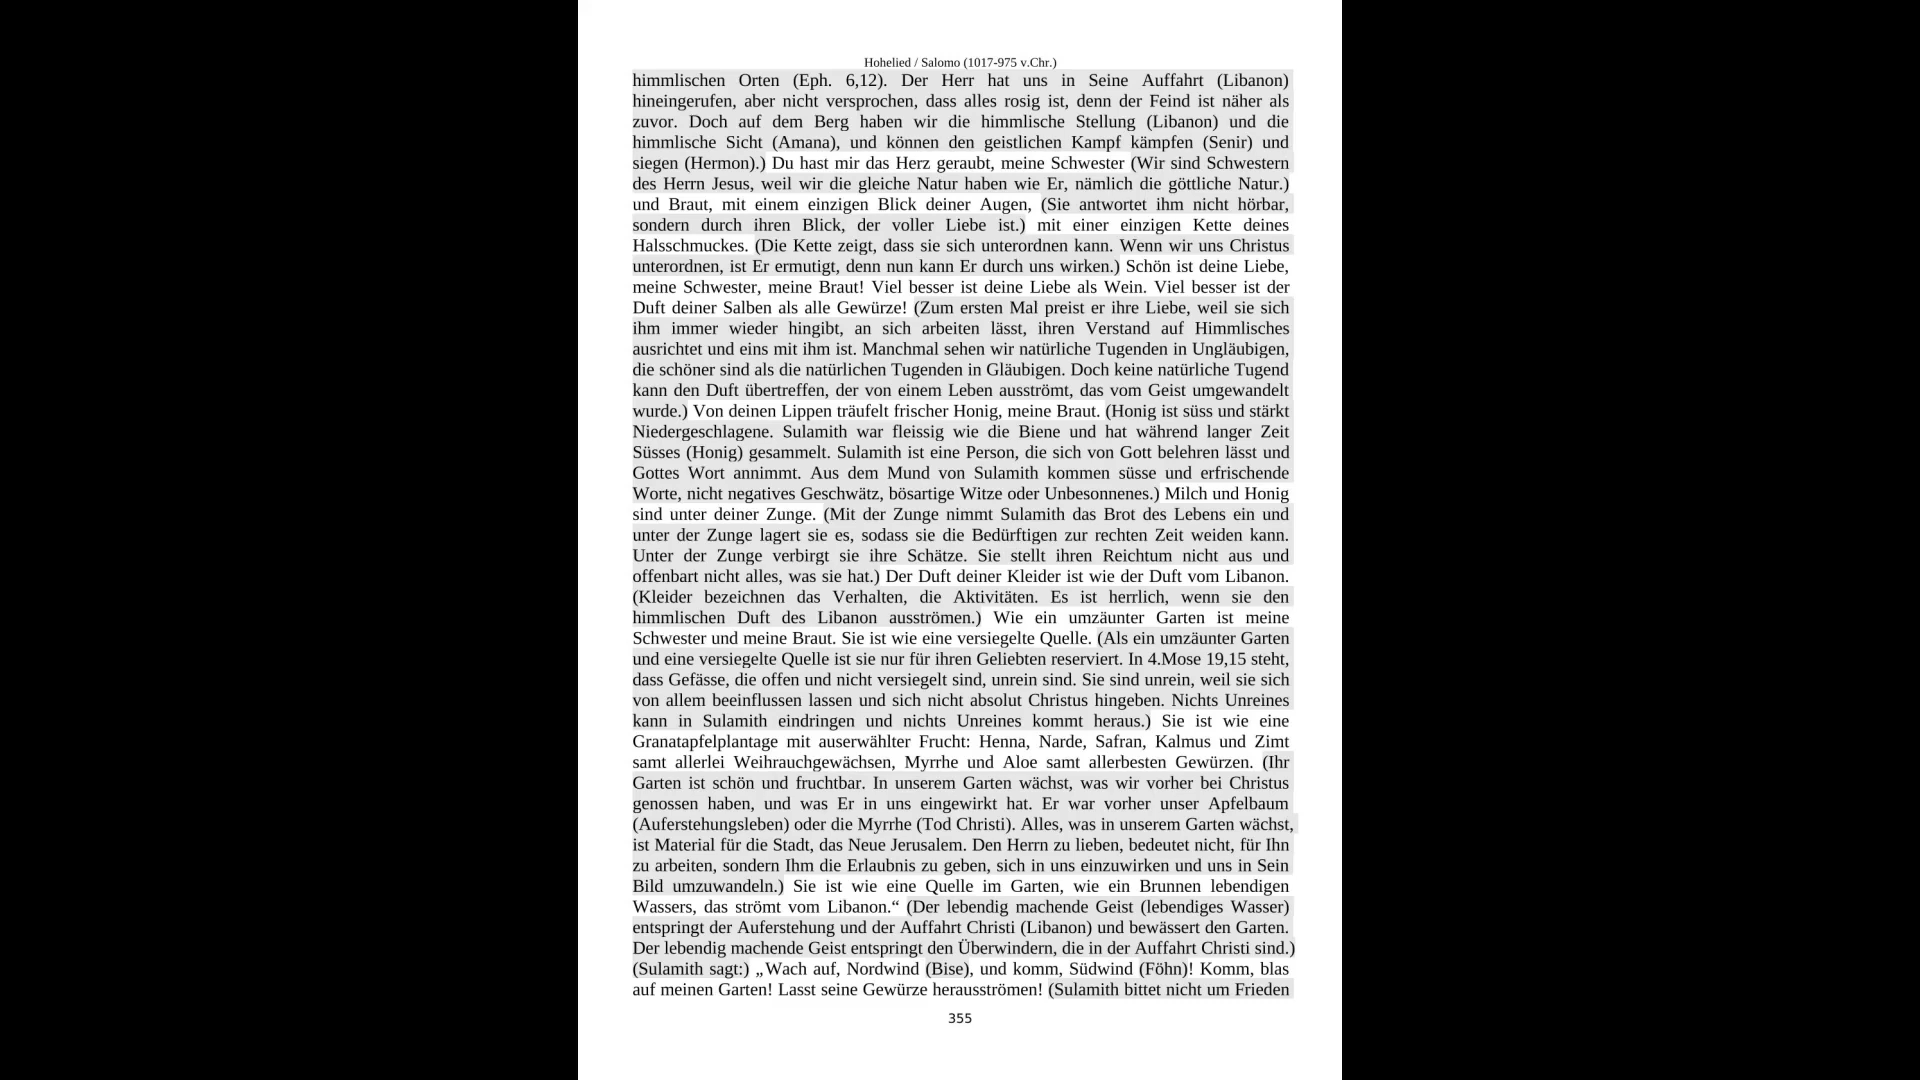 Hohelied / Salomo (1017-975 v.Chr.)
himmlischen Orten (Eph. 6,12). Der Herr hat uns in Seine Auffahrt (Libanon)
hineingerufen, aber nicht versprochen, dass alles rosig ist, denn der Feind ist näher als
zuvor. Doch auf dem Berg haben wir die himmlische Stellung (Libanon) und die
himmlische Sicht (Amana), und können den geistlichen Kampf kämpfen (Senir) und
siegen (Hermon).) Du hast mir das Herz geraubt, meine Schwester (Wir sind Schwestern
des Herrn Jesus, weil wir die gleiche Natur haben wie Er, nämlich die göttliche Natur.)
und Braut, mit einem einzigen Blick deiner Augen, (Sie antwortet ihm nicht hörbar,
sondern durch ihren Blick, der voller Liebe ist.) mit einer einzigen Kette deines
Halsschmuckes. (Die Kette zeigt, dass sie sich unterordnen kann. Wenn wir uns Christus
unterordnen, ist Er ermutigt, denn nun kann Er durch uns wirken.) Schön ist deine Liebe,
meine Schwester, meine Braut! Viel besser ist deine Liebe als Wein. Viel besser ist der
Duft deiner Salben als alle Gewürze! (Zum ersten Mal preist er ihre Liebe, weil sie sich
ihm immer wieder hingibt, an sich arbeiten lässt, ihren Verstand auf Himmlisches
ausrichtet und eins mit ihm ist. Manchmal sehen wir natürliche Tugenden in Ungläubigen,
die schöner sind als die natürlichen Tugenden in Gläubigen. Doch keine natürliche Tugend
kann den Duft übertreffen, der von einem Leben ausströmt, das vom Geist umgewandelt
wurde.) Von deinen Lippen träufelt frischer Honig, meine Braut. (Honig ist süss und stärkt
Niedergeschlagene. Sulamith war fleissig wie die Biene und hat während langer Zeit
Süsses (Honig) gesammelt. Sulamith ist eine Person, die sich von Gott belehren lässt und
Gottes Wort annimmt. Aus dem Mund von Sulamith kommen süsse und erfrischende
Worte, nicht negatives Geschwätz, bösartige Witze oder Unbesonnenes.) Milch und Honig
sind unter deiner Zunge. (Mit der Zunge nimmt Sulamith das Brot des Lebens ein und
unter der Zunge lagert sie es, sodass sie die Bedürftigen zur rechten Zeit weiden kann.
Unter der Zunge verbirgt sie ihre Schätze. Sie stellt ihren Reichtum nicht aus und
offenbart nicht alles, was sie hat.) Der Duft deiner Kleider ist wie der Duft vom Libanon.
(Kleider bezeichnen das Verhalten, die Aktivitäten. Es ist herrlich, wenn sie den
himmlischen Duft des Libanon ausströmen.) Wie ein umzäunter Garten ist meine
Schwester und meine Braut. Sie ist wie eine versiegelte Quelle. (Als ein umzäunter Garten
und eine versiegelte Quelle ist sie nur für ihren Geliebten reserviert. In 4.Mose 19,15 steht,
dass Gefässe, die offen und nicht versiegelt sind, unrein sind. Sie sind unrein, weil sie sich
von allem beeinflussen lassen und sich nicht absolut Christus hingeben. Nichts Unreines
kann in Sulamith eindringen und nichts Unreines kommt heraus.) Sie ist wie eine
Granatapfelplantage mit auserwählter Frucht: Henna, Narde, Safran, Kalmus und Zimt
samt allerlei Weihrauchgewächsen, Myrrhe und Aloe samt allerbesten Gewürzen. (Ihr
Garten ist schön und fruchtbar. In unserem Garten wächst, was wir vorher bei Christus
genossen haben, und was Er in uns eingewirkt hat. Er war vorher unser Apfelbaum
(Auferstehungsleben) oder die Myrrhe (Tod Christi). Alles, was in unserem Garten wächst,
ist Material für die Stadt, das Neue Jerusalem. Den Herrn zu lieben, bedeutet nicht, für Ihn
zu arbeiten, sondern Ihm die Erlaubnis zu geben, sich in uns einzuwirken und uns in Sein
Bild umzuwandeln.) Sie ist wie eine Quelle im Garten, wie ein Brunnen lebendigen
Wassers, das strömt vom Libanon.“ (Der lebendig machende Geist (lebendiges Wasser)
entspringt der Auferstehung und der Auffahrt Christi (Libanon) und bewässert den Garten.
Der lebendig machende Geist entspringt den Überwindern, die in der Auffahrt Christi sind.)
(Sulamith sagt:) „Wach auf, Nordwind (Bise), und komm, Südwind (Föhn)! Komm, blas
auf meinen Garten! Lasst seine Gewürze herausströmen! (Sulamith bittet nicht um Frieden
355